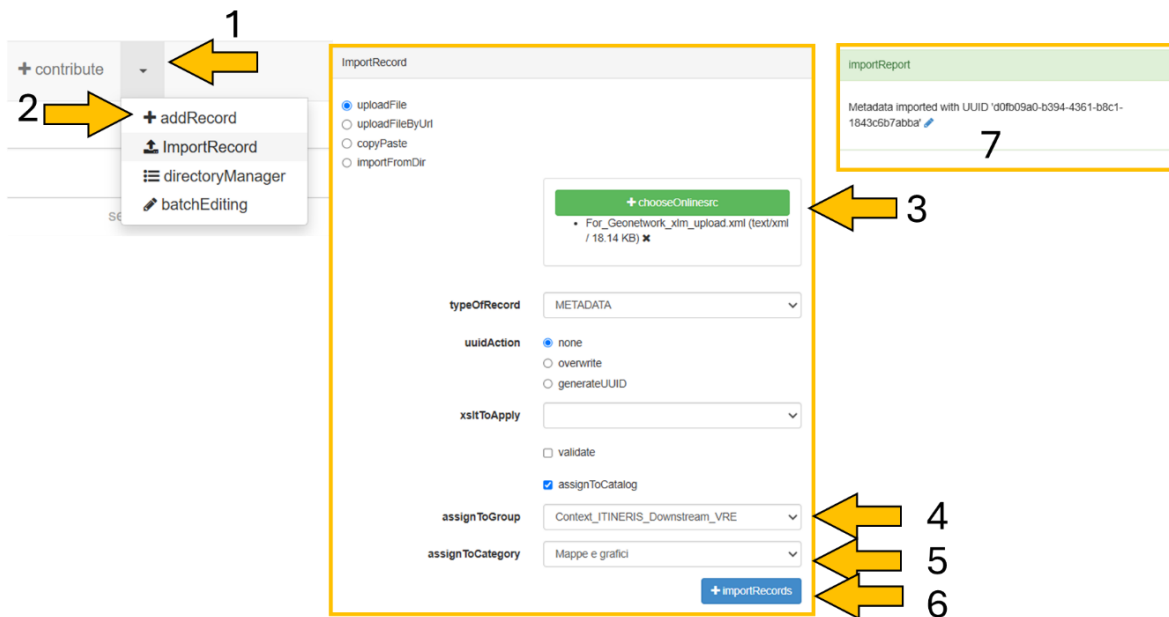 1
+ contribute
2
+ addRecord
ImportRecord
directoryManager
batchEditing
se
ImportRecord
uploadFile
uploadFileByUrl
copyPaste
importFromDir
+ chooseOnlinesrc
3
• For_Geonetwork_xlm_upload.xml (text/xml
/ 18.14 KB) ✖
typeOfRecord METADATA
uuidAction none
overwrite
generateUUID
xsltToApply
validate
assignToCatalog
assignToGroup Context_ITINERIS_Downstream_VRE
4
assignToCategory Mappe e grafici
5
+ importRecords
6
importReport
Metadata imported with UUID 'd0fb09a0-b394-4361-b8c1-
1843c6b7abba'
7